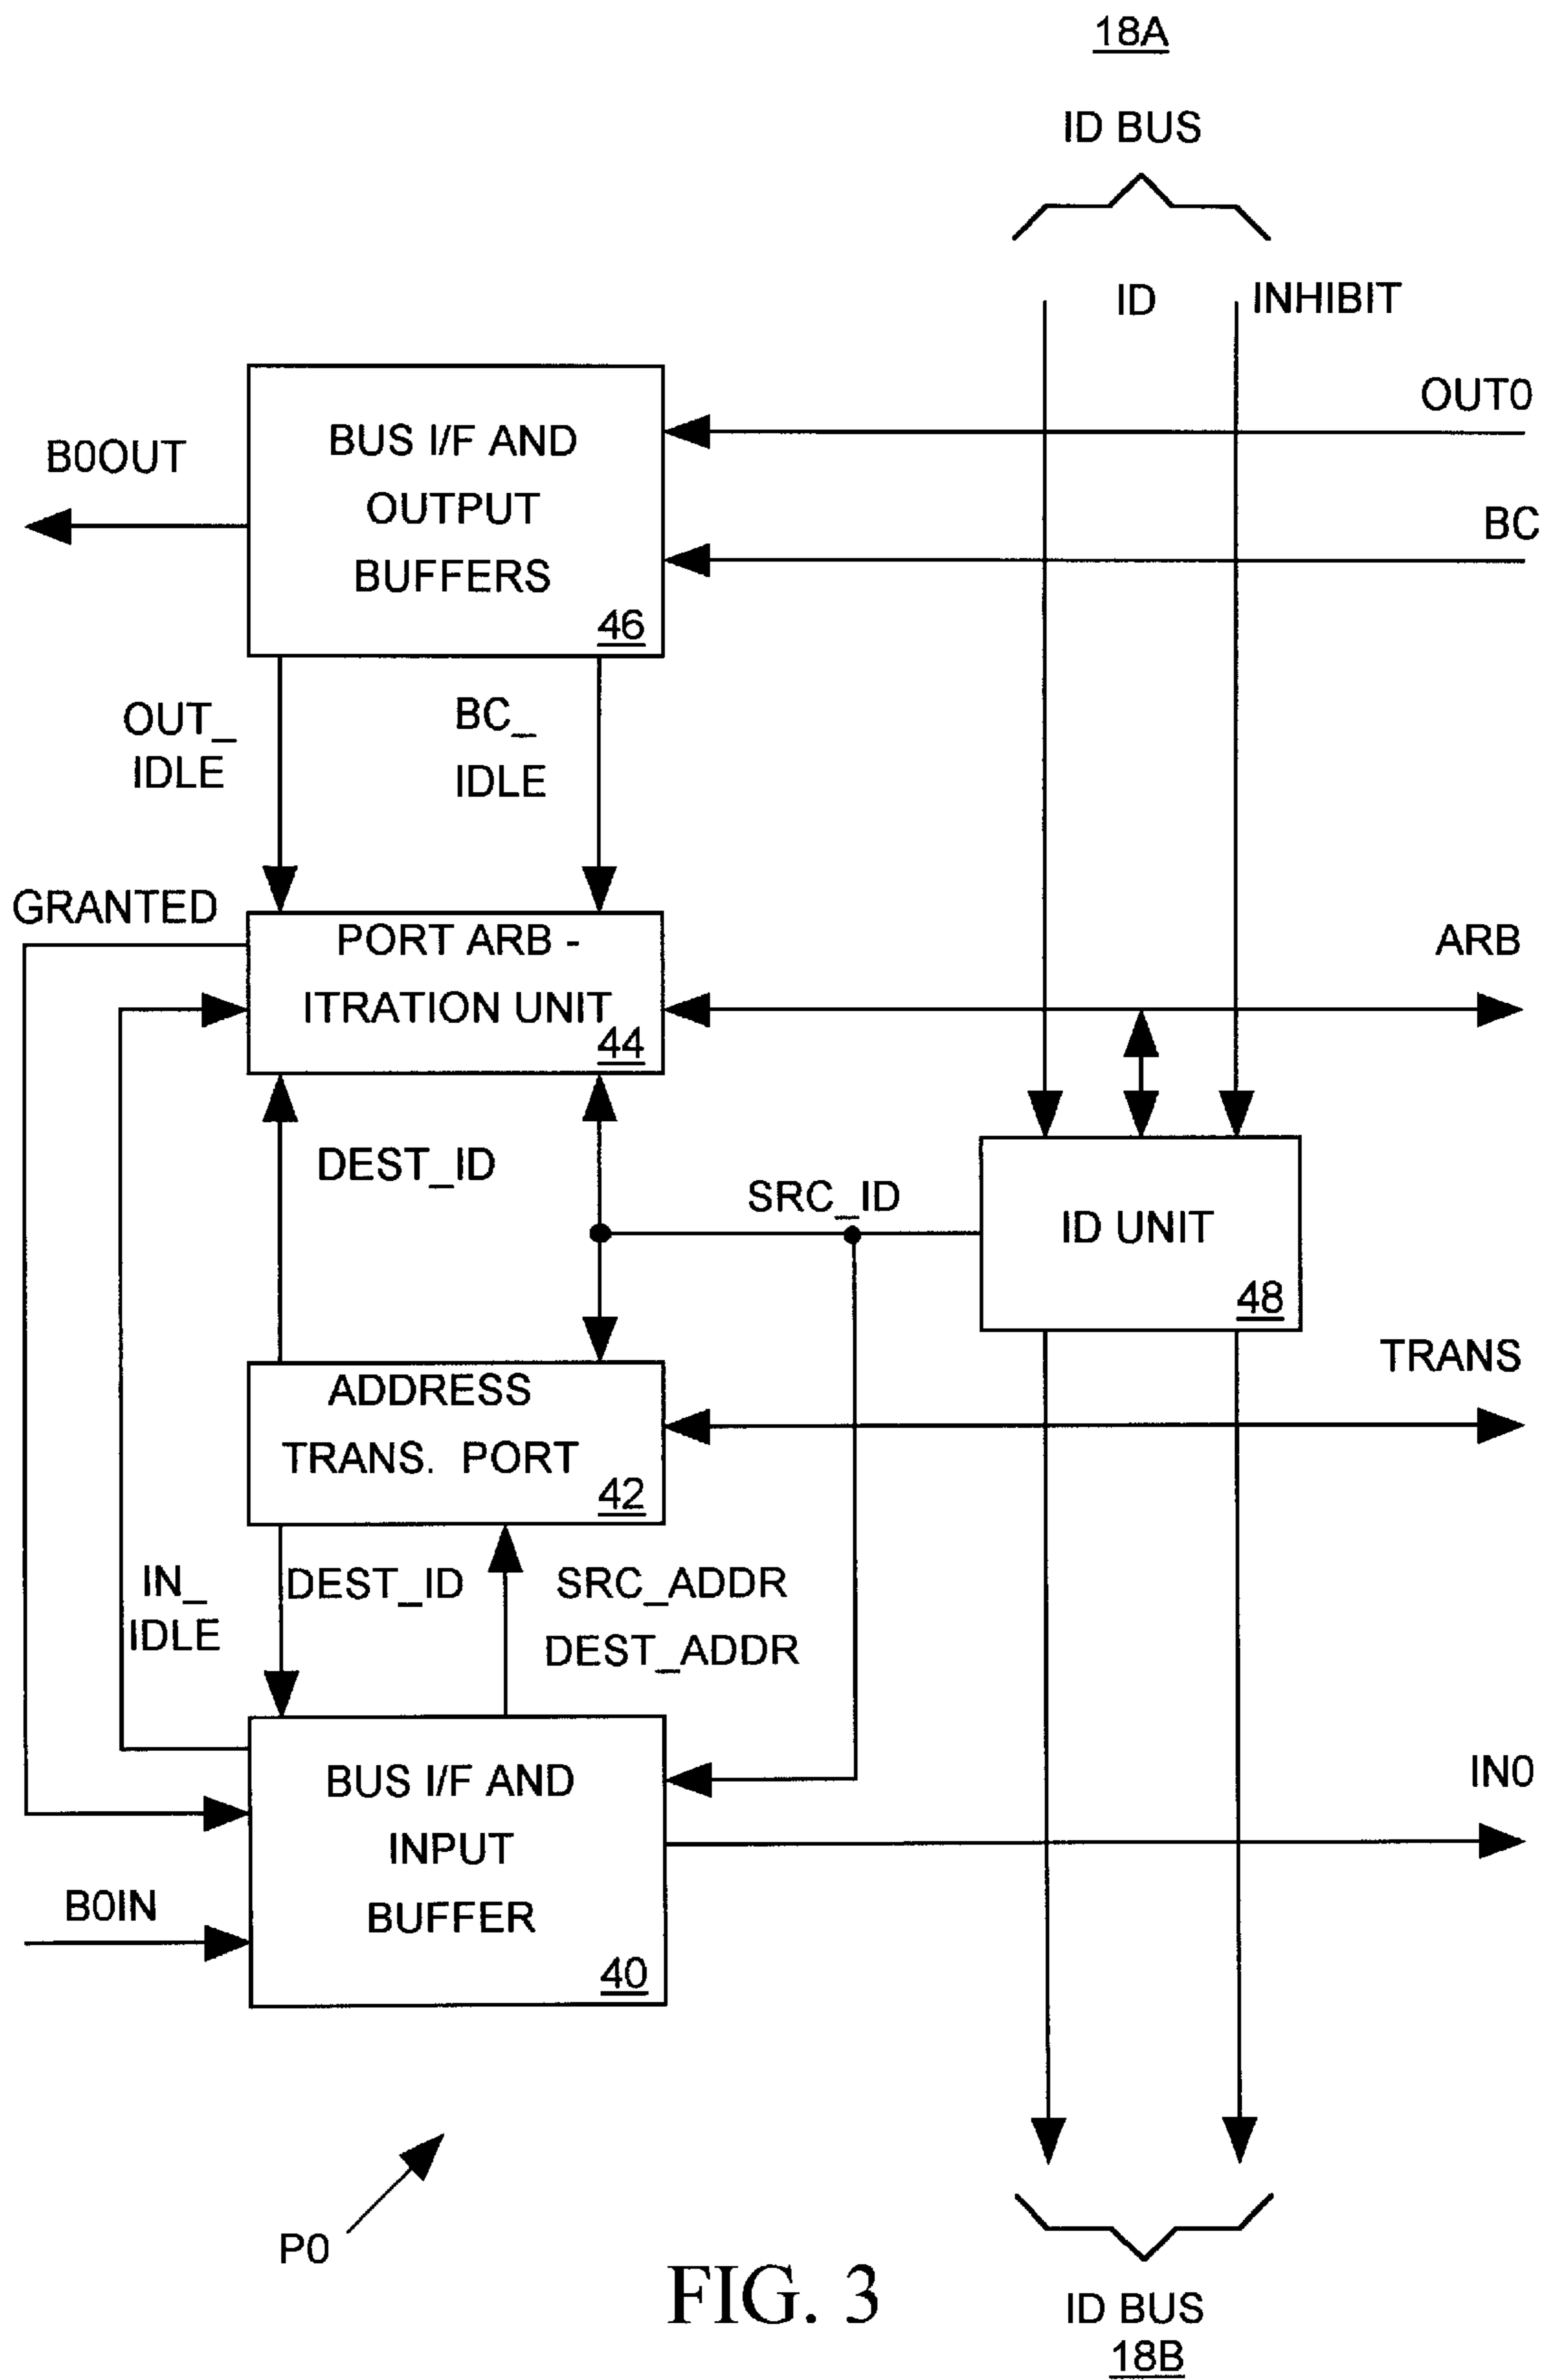 18A
ID BUS
ID
INHIBIT
OUT0
B0OUT
BUS I/F AND
OUTPUT
BUFFERS
46
BC
OUT_
IDLE
BC_
IDLE
GRANTED
PORT ARB -
ITRATION UNIT
44
ARB
DEST_ID
SRC_ID
ID UNIT
48
TRANS
ADDRESS
TRANS. PORT
42
IN_
IDLE
DEST_ID
SRC_ADDR
DEST_ADDR
BUS I/F AND
INPUT
BUFFER
40
IN0
B0IN
P0
FIG. 3
ID BUS
18B